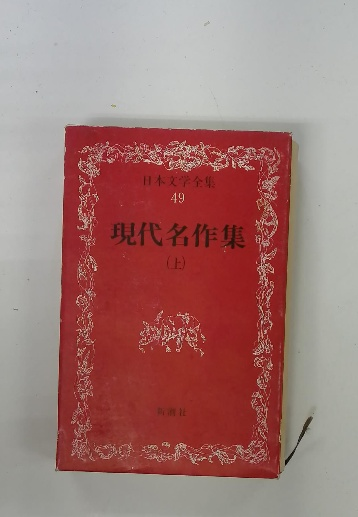 日本文学全集
49
現代名作集
(上)
新潮社